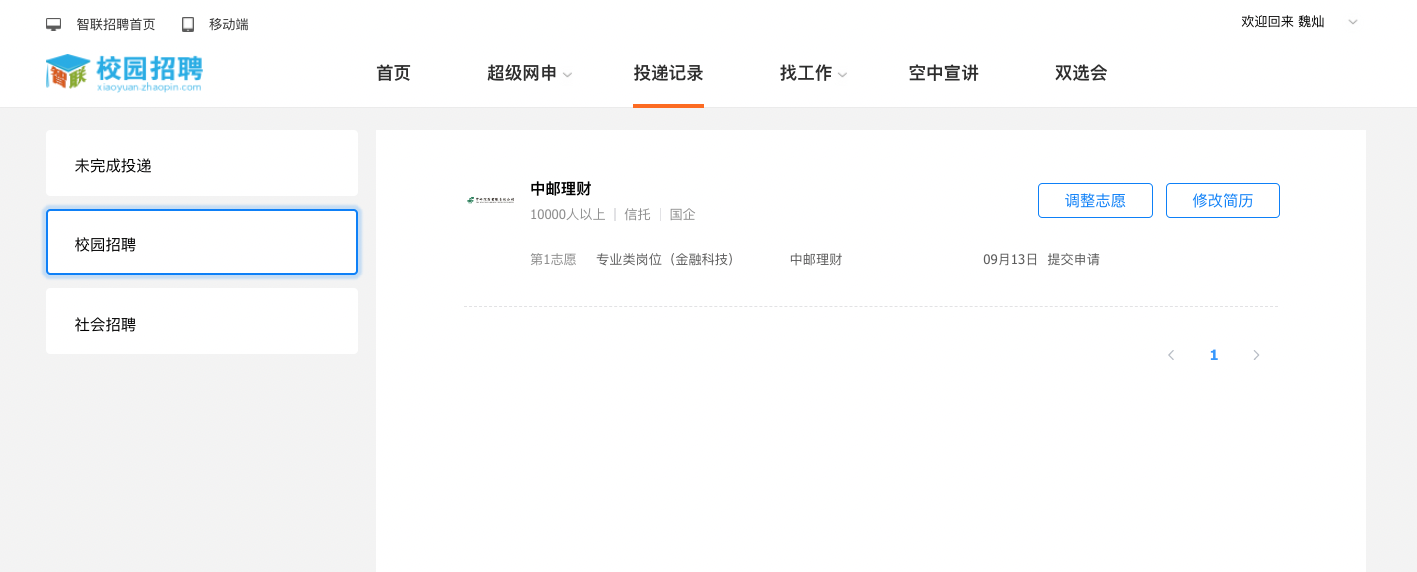 智联招聘首页 移动端 欢迎回来 魏灿
智联 校园招聘
xiaoyuan.zhaopin.com
首页 超级网申 投递记录 找工作 空中宣讲 双选会
未完成投递
校园招聘
社会招聘
中邮理财
10000人以上 | 信托 | 国企
调整志愿 修改简历
第1志愿 专业类岗位（金融科技） 中邮理财 09月13日 提交申请
1